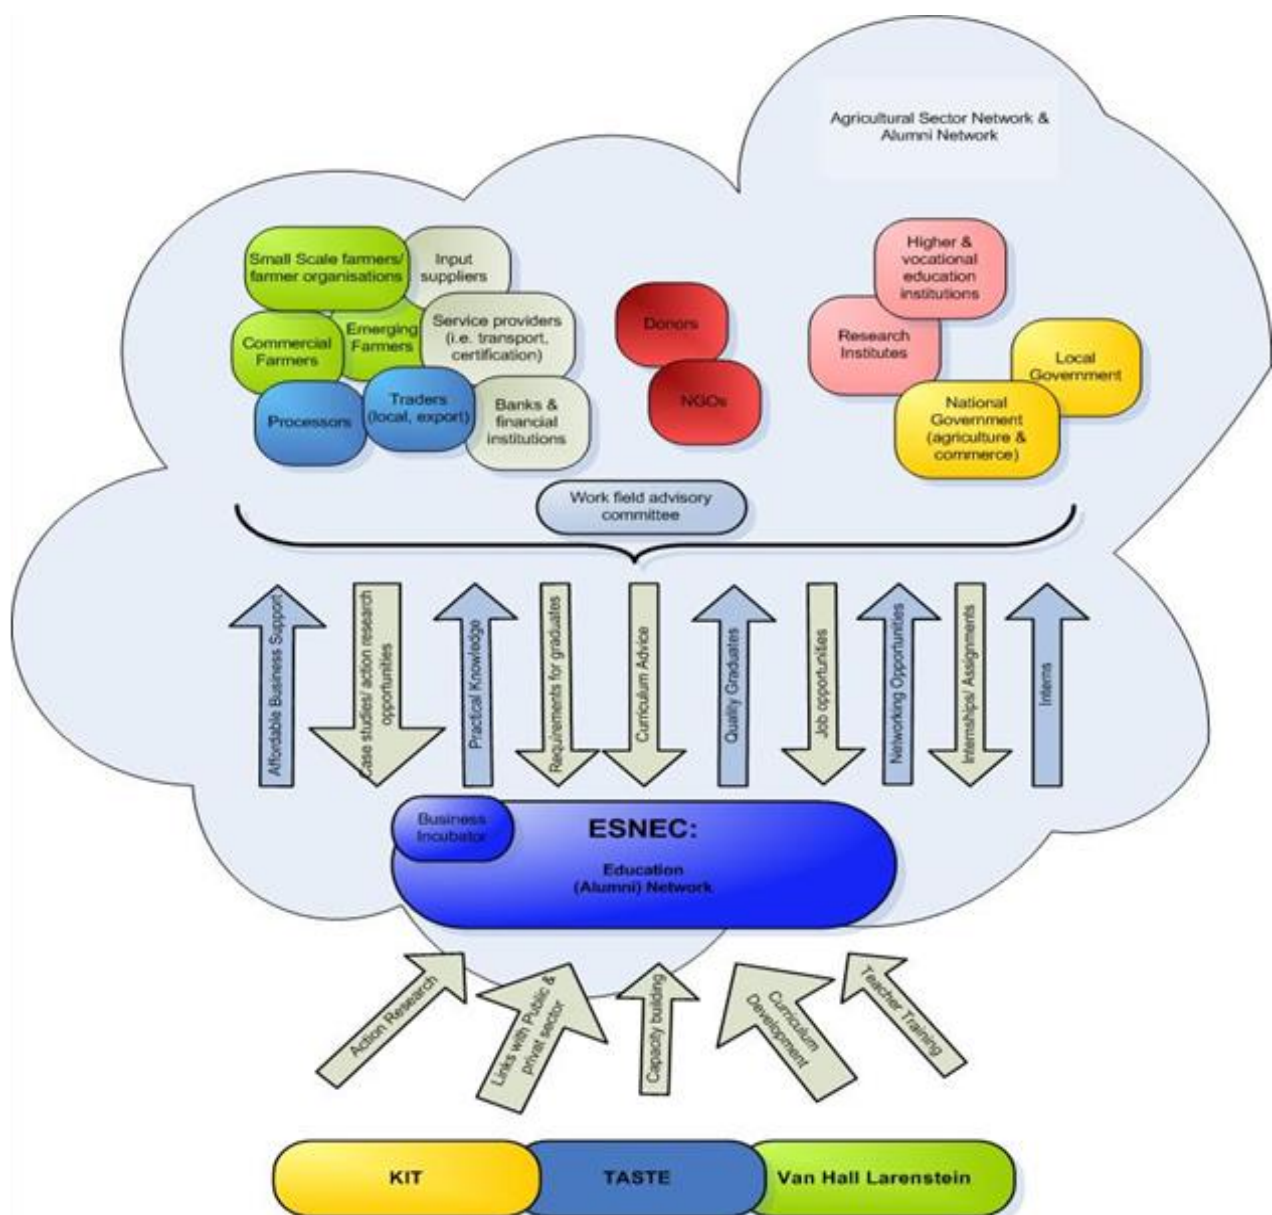 Agricultural Sector Network &
Alumni Network
Small Scale farmers/
farmer organisations
Input
suppliers
Commercial
Farmers
Emerging
Farmers
Service providers
(i.e. transport,
certification)
Processors
Traders
(local, export)
Banks &
financial
institutions
Donors
NGOs
Higher &
vocational
education
institutions
Research
Institutes
Local
Government
National
Government
(agriculture &
commerce)
Work field advisory
committee
Affordable Business Support
Case studies/ action research
opportunities
Practical Knowledge
Requirements for graduates
Curriculum Advice
Quality Graduates
Job opportunities
Networking Opportunities
Internships/ Assignments
Interns
Business
Incubator
ESNEC:
Education
(Alumni) Network
Action Research
Links with Public &
privat sector
Capacity building
Curriculum
Development
Teacher Training
KIT
TASTE
Van Hall Larenstein